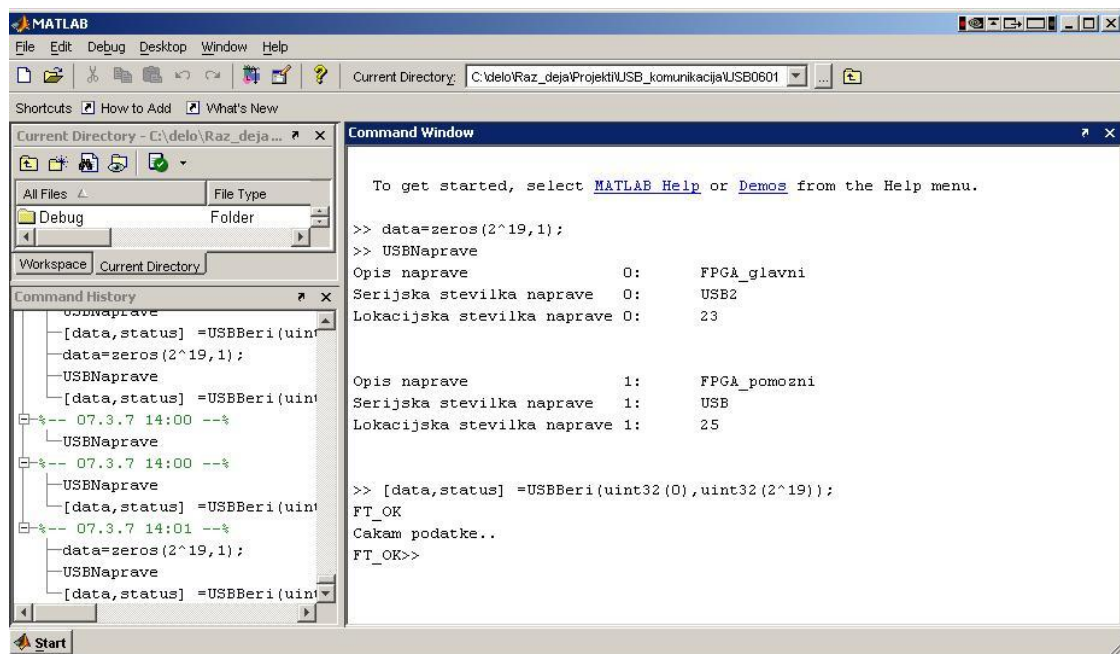 MATLAB
File Edit Debug Desktop Window Help
Current Directory: C:\delo\Raz_deja\Projekti\USB_komunikacija\USB0601
Shortcuts How to Add What's New
Current Directory - C:\delo\Raz_deja...
All Files File Type
Debug Folder
Workspace Current Directory
Command History
USBNaprave
[data,status] =USBBeri(uint
data=zeros(2^19,1);
USBNaprave
[data,status] =USBBeri(uint
%-- 07.3.7 14:00 --%
USBNaprave
%-- 07.3.7 14:00 --%
USBNaprave
[data,status] =USBBeri(uint
%-- 07.3.7 14:01 --%
data=zeros(2^19,1);
USBNaprave
[data,status] =USBBeri(uint
Command Window
To get started, select MATLAB Help or Demos from the Help menu.
>> data=zeros(2^19,1);
>> USBNaprave
Opis naprave 0: FPGA_glavni
Serijska stevilka naprave 0: USB2
Lokacijska stevilka naprave 0: 23
Opis naprave 1: FPGA_pomozni
Serijska stevilka naprave 1: USB
Lokacijska stevilka naprave 1: 25
>> [data,status] =USBBeri(uint32(0),uint32(2^19));
FT_OK
Cakam podatke..
FT_OK>>
Start